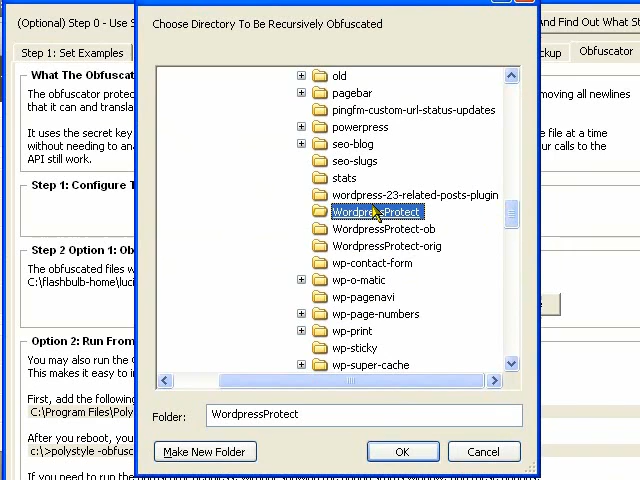 (Optional) Step 0 - Use S
And Find Out What St
Step 1: Set Examples
ckup
Obfuscator
What The Obfuscat
The obfuscator protec
moving all newlines
that it can and transla
It uses the secret key
e file at a time
without needing to ana
our calls to the
API still work.
Step 1: Configure T
Step 2 Option 1: Ob
The obfuscated files w
C:\flashbulb-home\luci
Option 2: Run From
You may also run the O
This makes it easy to in
First, add the following
C:\Program Files\Poly
After you reboot, you
c:\>polystyle -obfusc
Choose Directory To Be Recursively Obfuscated
old
pagebar
pingfm-custom-url-status-updates
powerpress
seo-blog
seo-slugs
stats
wordpress-23-related-posts-plugin
WordpressProtect
WordpressProtect-ob
WordpressProtect-orig
wp-contact-form
wp-o-matic
wp-pagenavi
wp-page-numbers
wp-print
wp-sticky
wp-super-cache
Folder:
WordpressProtect
Make New Folder
OK
Cancel